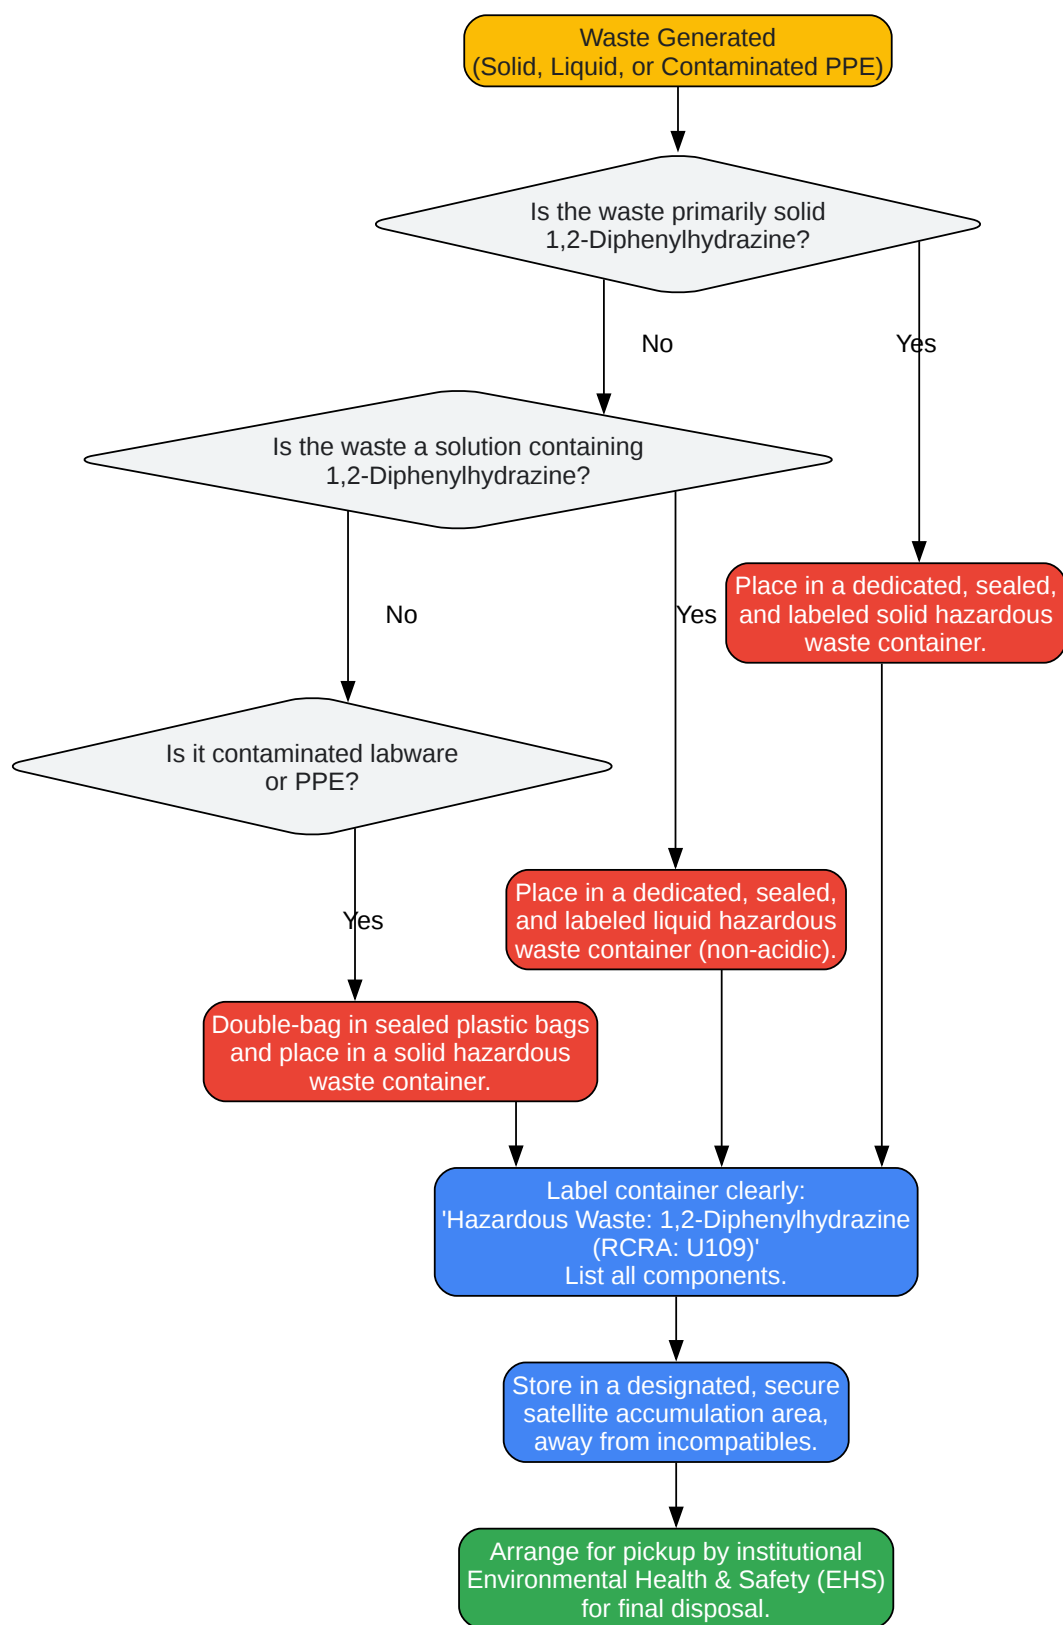 Waste Generated
(Solid, Liquid, or Contaminated PPE)
Is the waste primarily solid
1,2-Diphenylhydrazine?
No
Yes
Is the waste a solution containing
1,2-Diphenylhydrazine?
Place in a dedicated, sealed,
and labeled solid hazardous
waste container.
No
Yes
Is it contaminated labware
or PPE?
Place in a dedicated, sealed,
and labeled liquid hazardous
waste container (non-acidic).
Yes
Double-bag in sealed plastic bags
and place in a solid hazardous
waste container.
Label container clearly:
'Hazardous Waste: 1,2-Diphenylhydrazine
(RCRA: U109)'
List all components.
Store in a designated, secure
satellite accumulation area,
away from incompatibles.
Arrange for pickup by institutional
Environmental Health & Safety (EHS)
for final disposal.